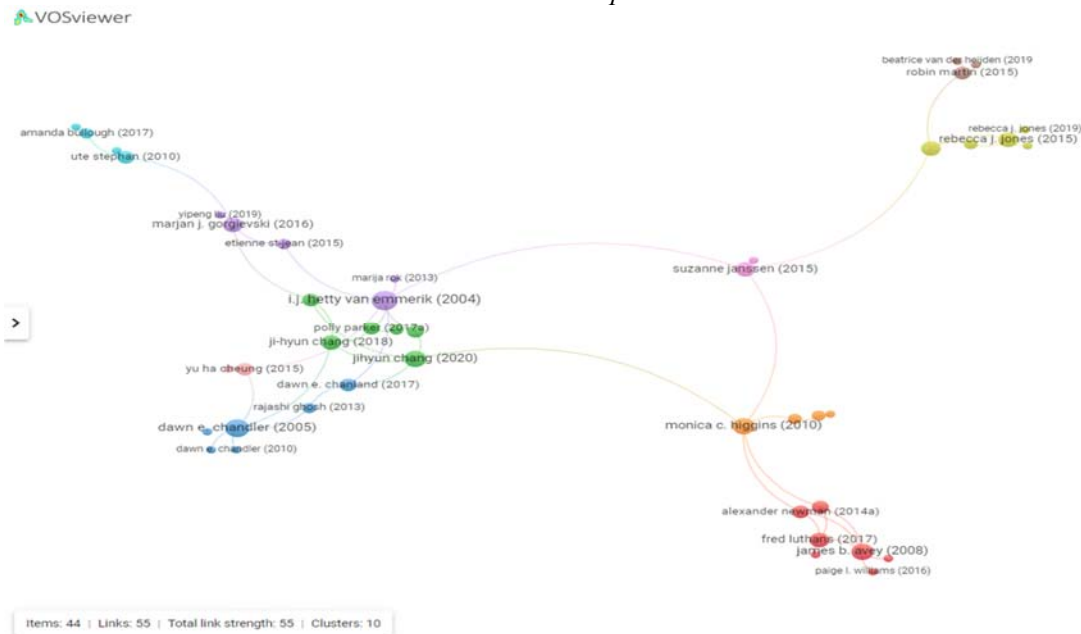 VOSviewer
beatrice van der heijden (2019
robin martin (2015)
rebecca j. jones (2019)
rebecca j. jones (2015)
amanda bullough (2017)
ute stephan (2010)
yipeng liu (2019)
marjan j. gorgievski (2016)
etienne st-jean (2015)
suzanne janssen (2015)
marija rok (2013)
i.j. hetty van emmerik (2004)
polly parker (2017a)
ji-hyun chang (2018)
jihyun chang (2020)
yu ha cheung (2015)
dawn e. chanland (2017)
rajashi ghosh (2013)
dawn e. chandler (2005)
monica c. higgins (2010)
dawn e. chandler (2010)
alexander newman (2014a)
fred luthans (2017)
james b. avey (2008)
paige l. williams (2016)
Items: 44 | Links: 55 | Total link strength: 55 | Clusters: 10